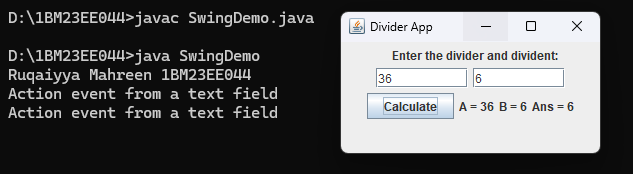 D:\1BM23EE044>javac SwingDemo.java
D:\1BM23EE044>java SwingDemo
Ruqaiyya Mahreen 1BM23EE044
Action event from a text field
Action event from a text field
Divider App
Enter the divider and divident:
36 6
Calculate A = 36 B = 6 Ans = 6